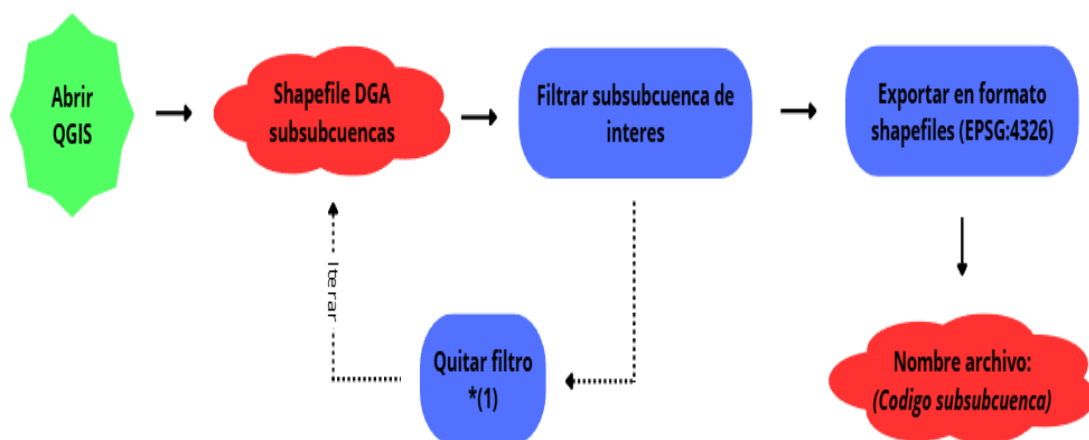 Abrir
QGIS
Shapefile DGA
subsubcuencas
Filtrar subsubcuenca de
interes
Exportar en formato
shapefiles (EPSG:4326)
Iterar
Quitar filtro
*(1)
Nombre archivo:
(Codigo subsubcuenca)